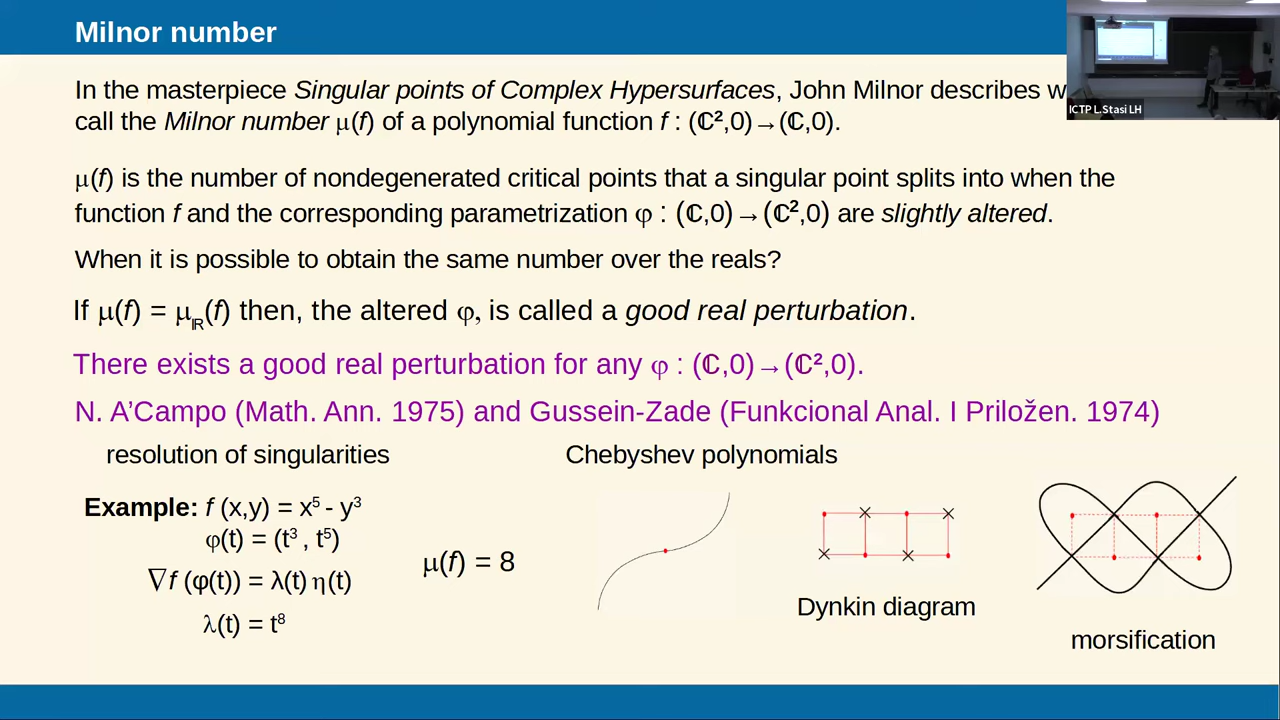 Milnor number
In the masterpiece Singular points of Complex Hypersurfaces, John Milnor describes w
call the Milnor number μ(f) of a polynomial function f : (ℂ²,0)→(ℂ,0).
ICTP L.Stasi LH
μ(f) is the number of nondegenerated critical points that a singular point splits into when the
function f and the corresponding parametrization φ : (ℂ,0)→(ℂ²,0) are slightly altered.
When it is possible to obtain the same number over the reals?
If μ(f) = μ_IR(f) then, the altered φ, is called a good real perturbation.
There exists a good real perturbation for any φ : (ℂ,0)→(ℂ²,0).
N. A’Campo (Math. Ann. 1975) and Gussein-Zade (Funkcional Anal. I Priložen. 1974)
resolution of singularities
Chebyshev polynomials
Example: f (x,y) = x⁵ - y³
φ(t) = (t³ , t⁵)
∇f (φ(t)) = λ(t) η(t)
λ(t) = t⁸
μ(f) = 8
Dynkin diagram
morsification